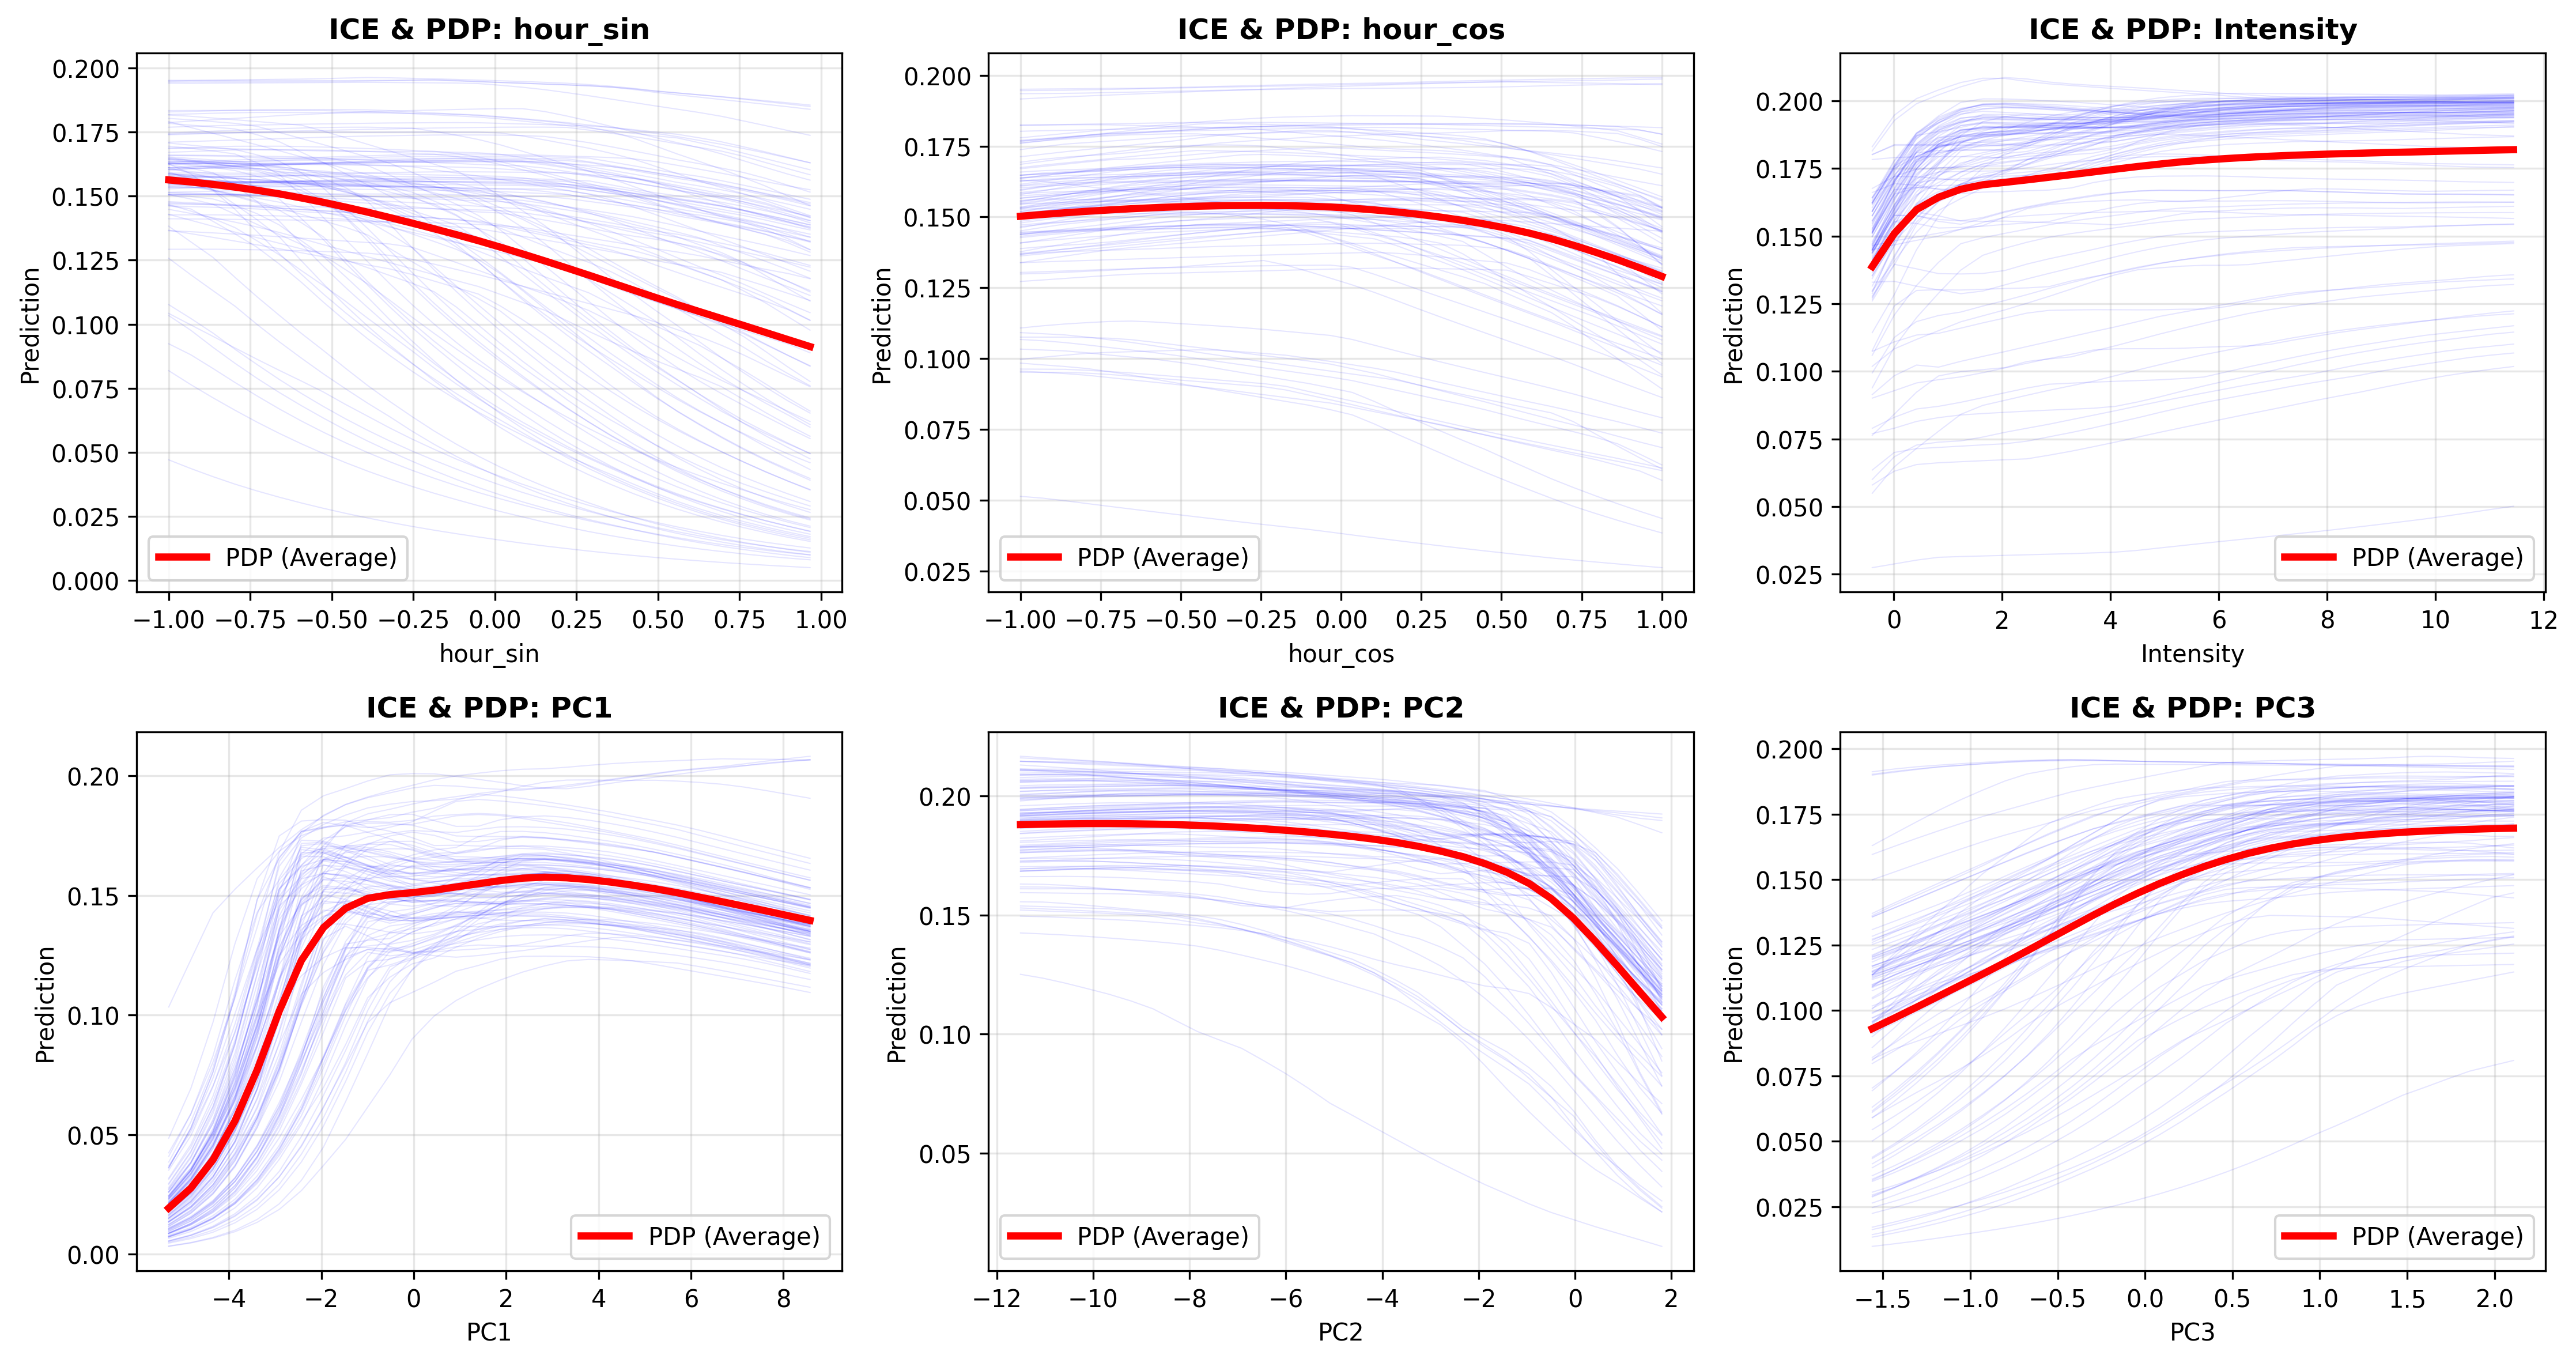 ICE & PDP: hour_sin
0.200
0.175
0.150
0.125
0.100
0.075
0.050
0.025
0.000
Prediction
PDP (Average)
−1.00 −0.75 −0.50 −0.25 0.00 0.25 0.50 0.75 1.00
hour_sin
ICE & PDP: hour_cos
0.200
0.175
0.150
0.125
0.100
0.075
0.050
0.025
Prediction
PDP (Average)
−1.00 −0.75 −0.50 −0.25 0.00 0.25 0.50 0.75 1.00
hour_cos
ICE & PDP: Intensity
0.200
0.175
0.150
0.125
0.100
0.075
0.050
0.025
Prediction
PDP (Average)
0 2 4 6 8 10 12
Intensity
ICE & PDP: PC1
0.20
0.15
0.10
0.05
0.00
Prediction
PDP (Average)
−4 −2 0 2 4 6 8
PC1
ICE & PDP: PC2
0.20
0.15
0.10
0.05
Prediction
PDP (Average)
−12 −10 −8 −6 −4 −2 0 2
PC2
ICE & PDP: PC3
0.200
0.175
0.150
0.125
0.100
0.075
0.050
0.025
Prediction
PDP (Average)
−1.5 −1.0 −0.5 0.0 0.5 1.0 1.5 2.0
PC3